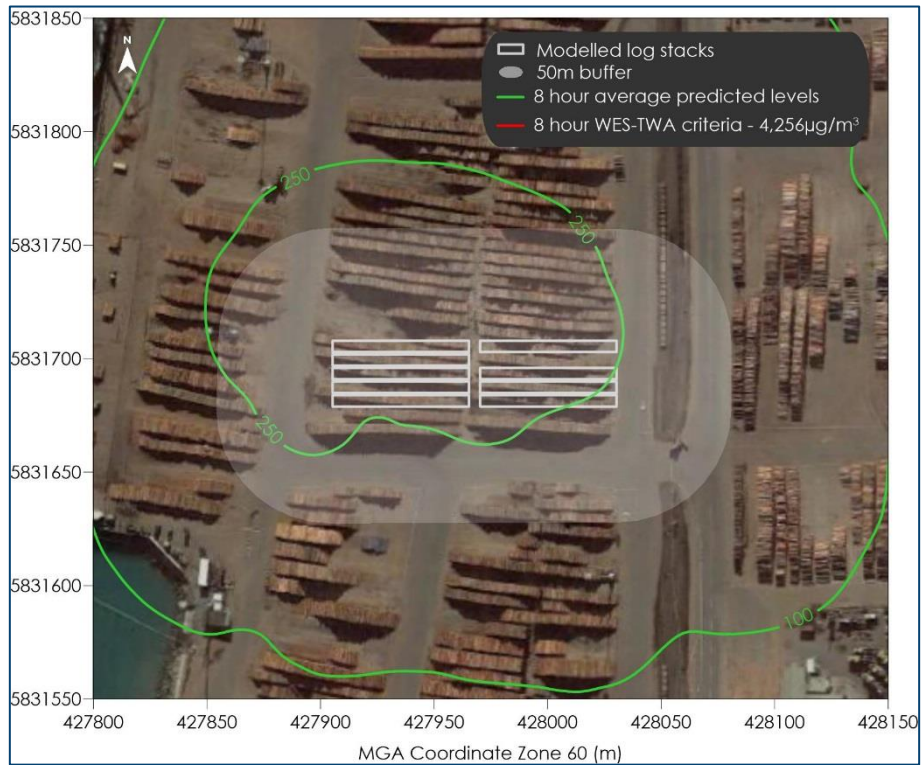 5831850
N
Modelled log stacks
50m buffer
8 hour average predicted levels
8 hour WES-TWA criteria - 4,256µg/m³
5831800
250
250
5831750
5831700
250
5831650
5831600
100
5831550
427800 427850 427900 427950 428000 428050 428100 428150
MGA Coordinate Zone 60 (m)